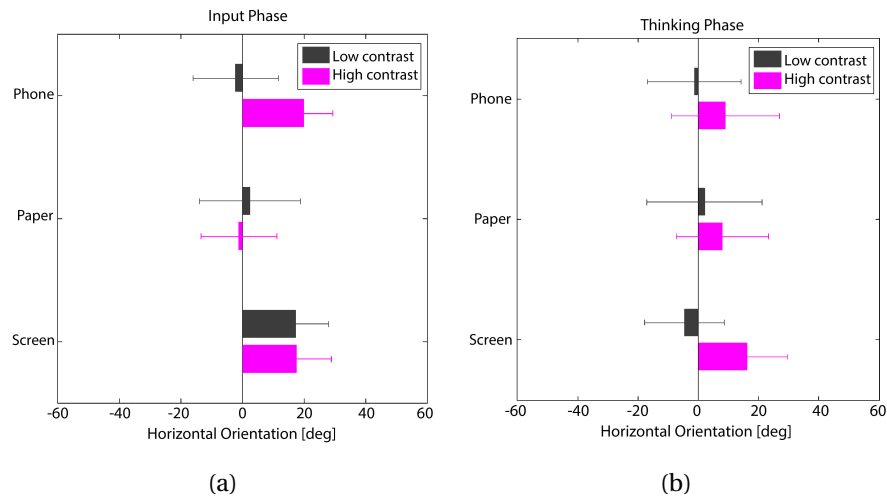 Input Phase
Low contrast
High contrast
Phone
Paper
Screen
-60 -40 -20 0 20 40 60
Horizontal Orientation [deg]
(a)
Thinking Phase
Low contrast
High contrast
Phone
Paper
Screen
-60 -40 -20 0 20 40 60
Horizontal Orientation [deg]
(b)